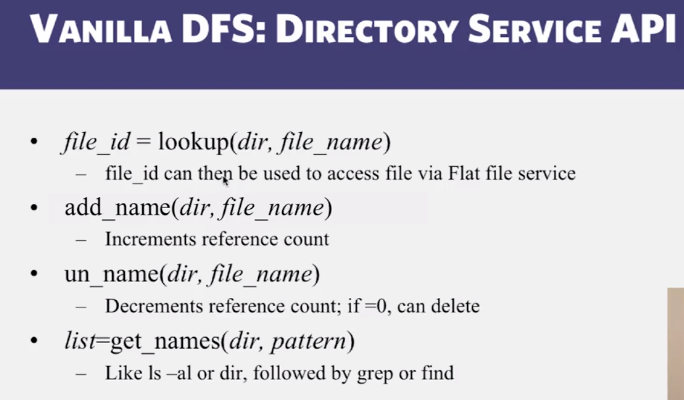 VANILLA DFS: DIRECTORY SERVICE API
• file_id = lookup(dir, file_name)
– file_id can then be used to access file via Flat file service
• add_name(dir, file_name)
– Increments reference count
• un_name(dir, file_name)
– Decrements reference count; if =0, can delete
• list=get_names(dir, pattern)
– Like ls –al or dir, followed by grep or find